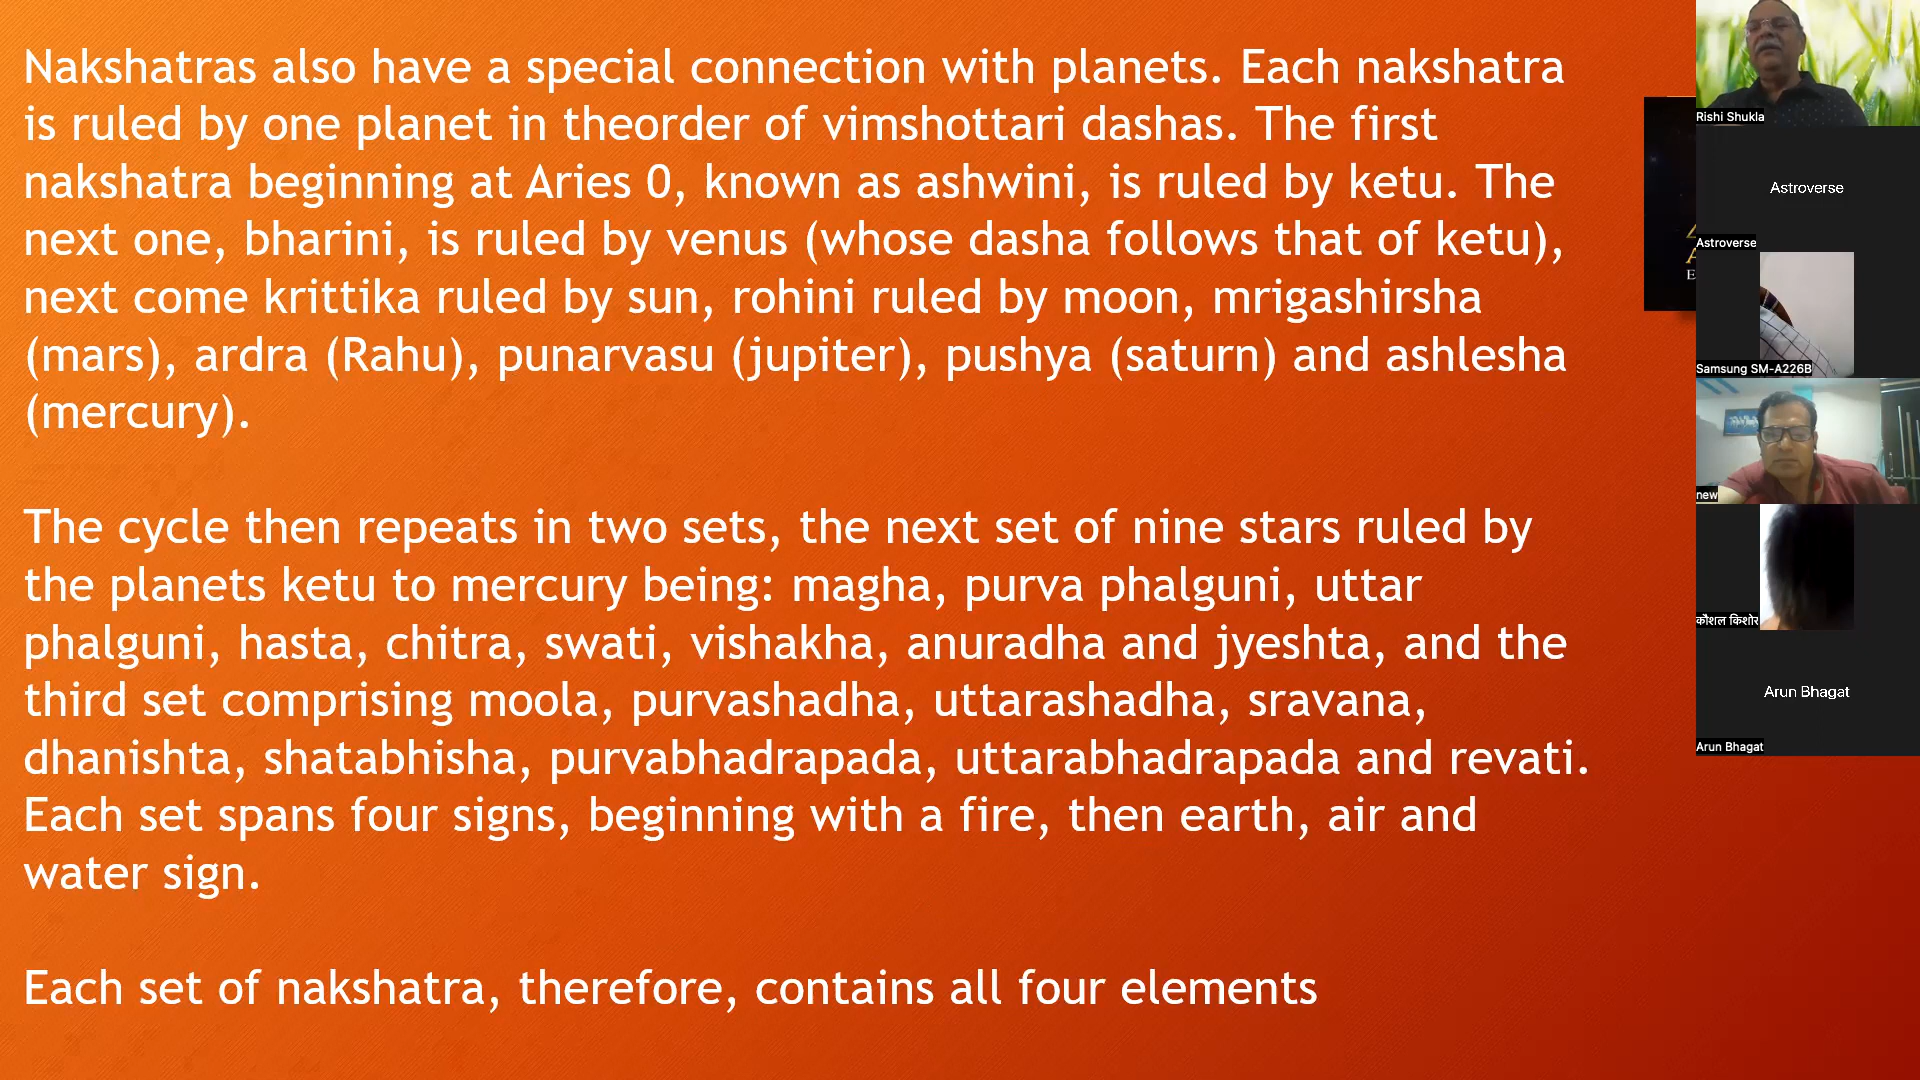 Nakshatras also have a special connection with planets. Each nakshatra
is ruled by one planet in theorder of vimshottari dashas. The first
nakshatra beginning at Aries 0, known as ashwini, is ruled by ketu. The
next one, bharini, is ruled by venus (whose dasha follows that of ketu),
next come krittika ruled by sun, rohini ruled by moon, mrigashirsha
(mars), ardra (Rahu), punarvasu (jupiter), pushya (saturn) and ashlesha
(mercury).
The cycle then repeats in two sets, the next set of nine stars ruled by
the planets ketu to mercury being: magha, purva phalguni, uttar
phalguni, hasta, chitra, swati, vishakha, anuradha and jyeshta, and the
third set comprising moola, purvashadha, uttarashadha, sravana,
dhanishta, shatabhisha, purvabhadrapada, uttarabhadrapada and revati.
Each set spans four signs, beginning with a fire, then earth, air and
water sign.
Each set of nakshatra, therefore, contains all four elements
Rishi Shukla
Astroverse
Astroverse
Samsung SM-A226B
new
कौशल किशोर
Arun Bhagat
Arun Bhagat